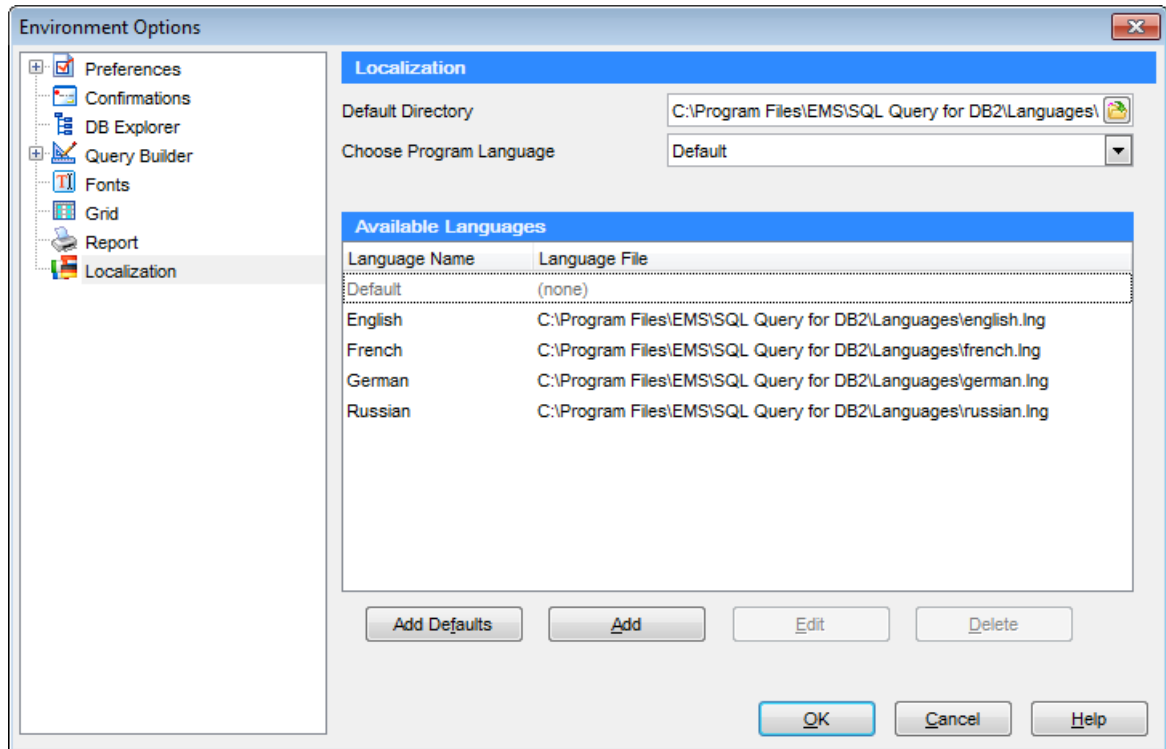 Environment Options
Preferences
Confirmations
DB Explorer
Query Builder
Fonts
Grid
Report
Localization
Localization
Default Directory C:\Program Files\EMS\SQL Query for DB2\Languages\
Choose Program Language Default
Available Languages
Language Name Language File
Default (none)
English C:\Program Files\EMS\SQL Query for DB2\Languages\english.lng
French C:\Program Files\EMS\SQL Query for DB2\Languages\french.lng
German C:\Program Files\EMS\SQL Query for DB2\Languages\german.lng
Russian C:\Program Files\EMS\SQL Query for DB2\Languages\russian.lng
Add Defaults Add Edit Delete
OK Cancel Help